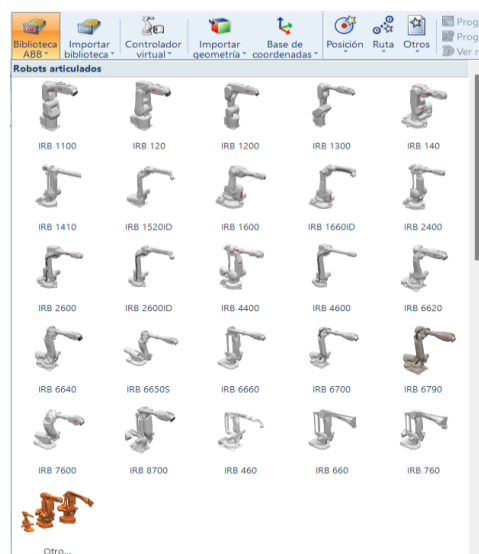 Biblioteca ABB
Importar biblioteca
Controlador virtual
Importar geometría
Base de coordenadas
Posición
Ruta
Otros
Prog
Prog
Ver r
Robots articulados
IRB 1100 IRB 120 IRB 1200 IRB 1300 IRB 140
IRB 1410 IRB 1520ID IRB 1600 IRB 1660ID IRB 2400
IRB 2600 IRB 2600ID IRB 4400 IRB 4600 IRB 6620
IRB 6640 IRB 6650S IRB 6660 IRB 6700 IRB 6790
IRB 7600 IRB 8700 IRB 460 IRB 660 IRB 760
Otro...